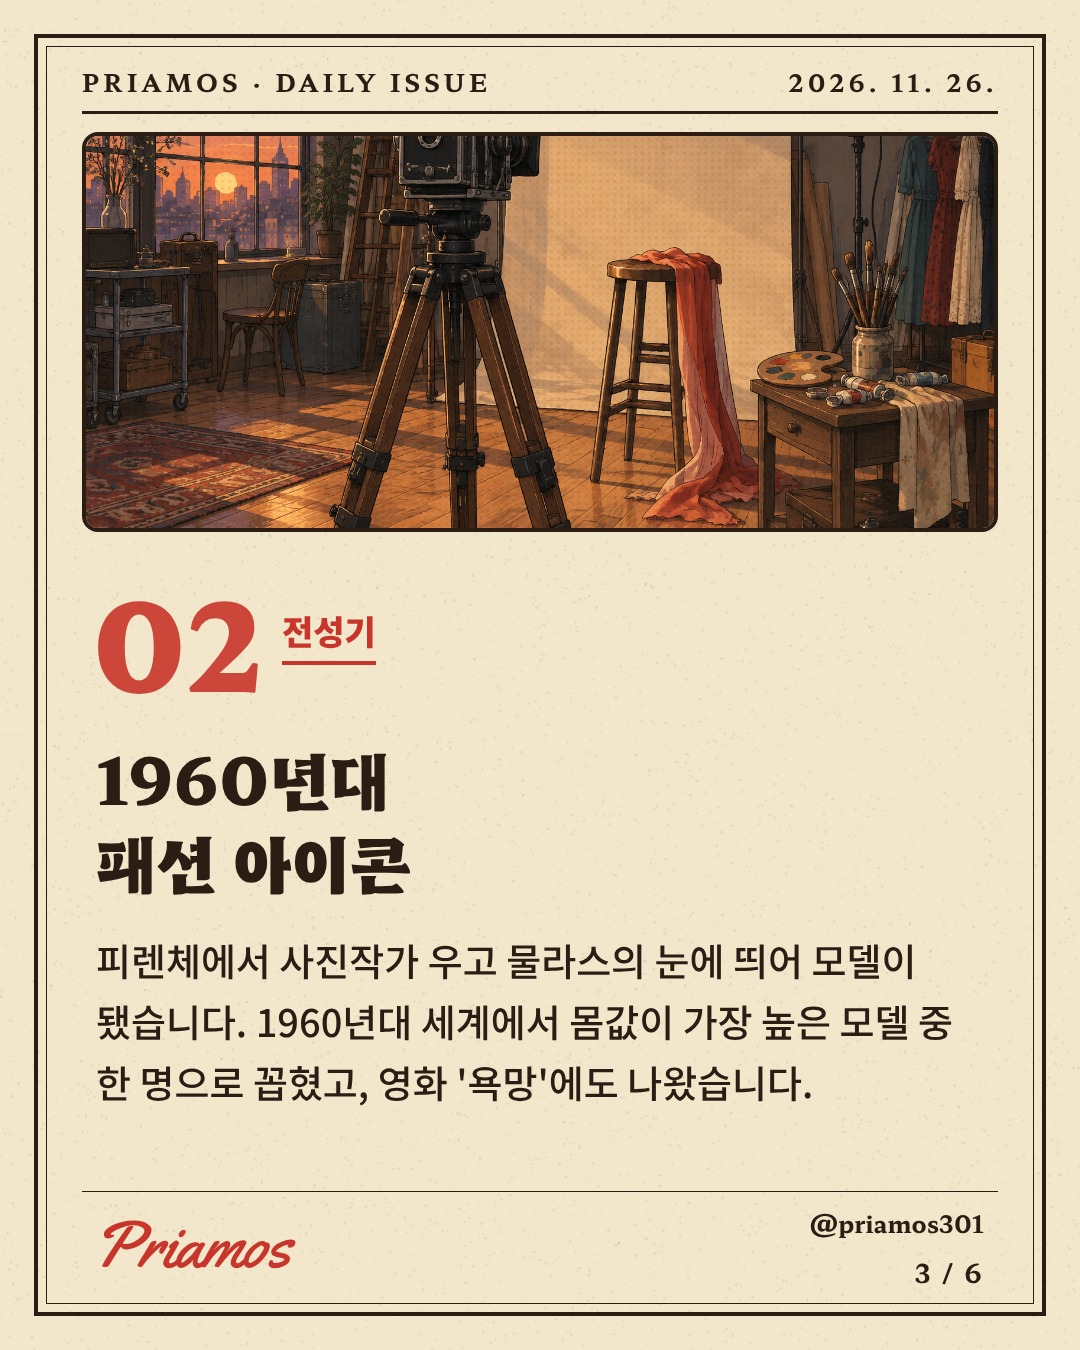 PRIAMOS · DAILY ISSUE
2026. 11. 26.
02
전성기
1960년대
패션 아이콘
피렌체에서 사진작가 우고 물라스의 눈에 띄어 모델이
됐습니다. 1960년대 세계에서 몸값이 가장 높은 모델 중
한 명으로 꼽혔고, 영화 '욕망'에도 나왔습니다.
Priamos
@priamos301
3 / 6